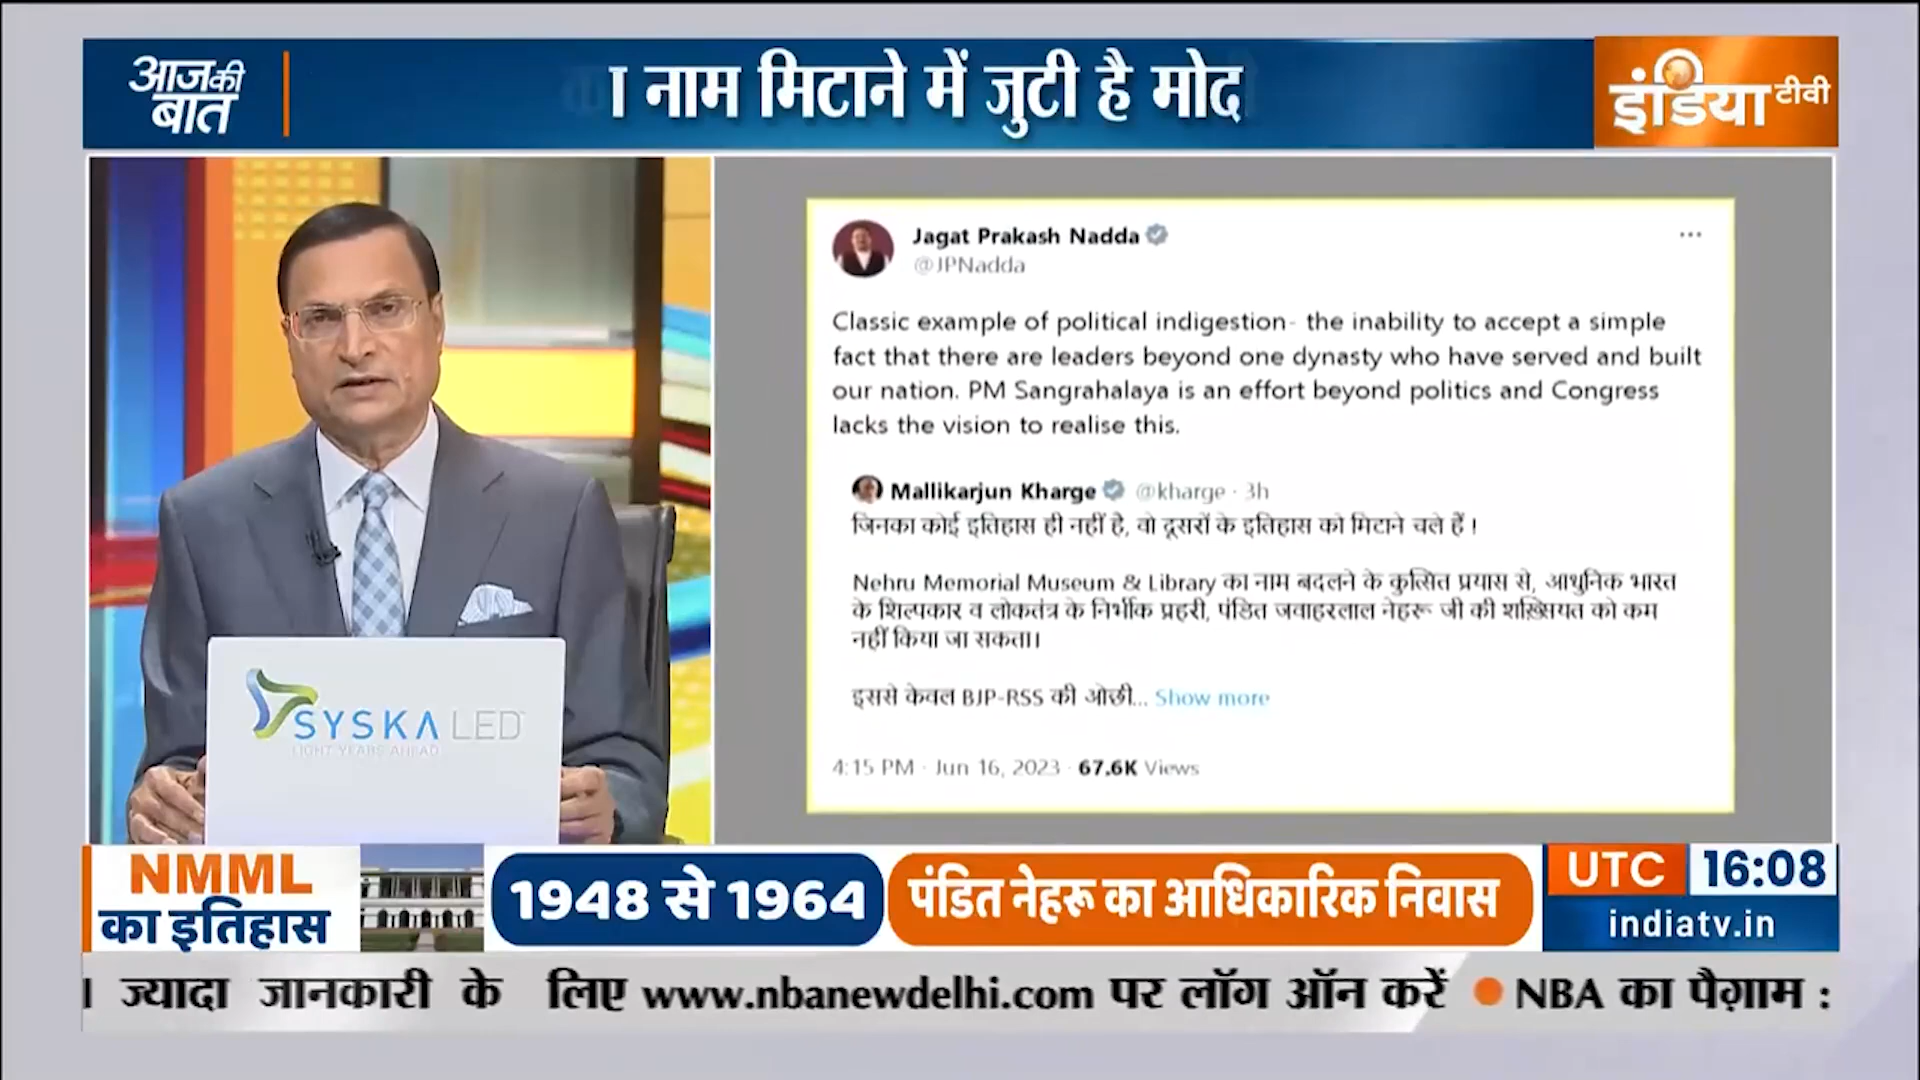 आज की
बात
ा नाम मिटाने में जुटी है मोद
इंडिया टीवी
Jagat Prakash Nadda
@JPNadda
Classic example of political indigestion- the inability to accept a simple
fact that there are leaders beyond one dynasty who have served and built
our nation. PM Sangrahalaya is an effort beyond politics and Congress
lacks the vision to realise this.
Mallikarjun Kharge @kharge · 3h
जिनका कोई इतिहास ही नहीं है, वो दूसरों के इतिहास को मिटाने चले हैं !
Nehru Memorial Museum & Library का नाम बदलने के कुत्सित प्रयास से, आधुनिक भारत
के शिल्पकार व लोकतंत्र के निर्भीक प्रहरी, पंडित जवाहरलाल नेहरू जी की शख़्सियत को कम
नहीं किया जा सकता।
इससे केवल BJP-RSS की ओछी... Show more
4:15 PM · Jun 16, 2023 · 67.6K Views
SYSKA LED
LIGHT YEARS AHEAD
NMML
का इतिहास
1948 से 1964
पंडित नेहरू का आधिकारिक निवास
UTC 16:08
indiatv.in
। ज्यादा जानकारी के लिए www.nbanewdelhi.com पर लॉग ऑन करें • NBA का पैग़ाम :